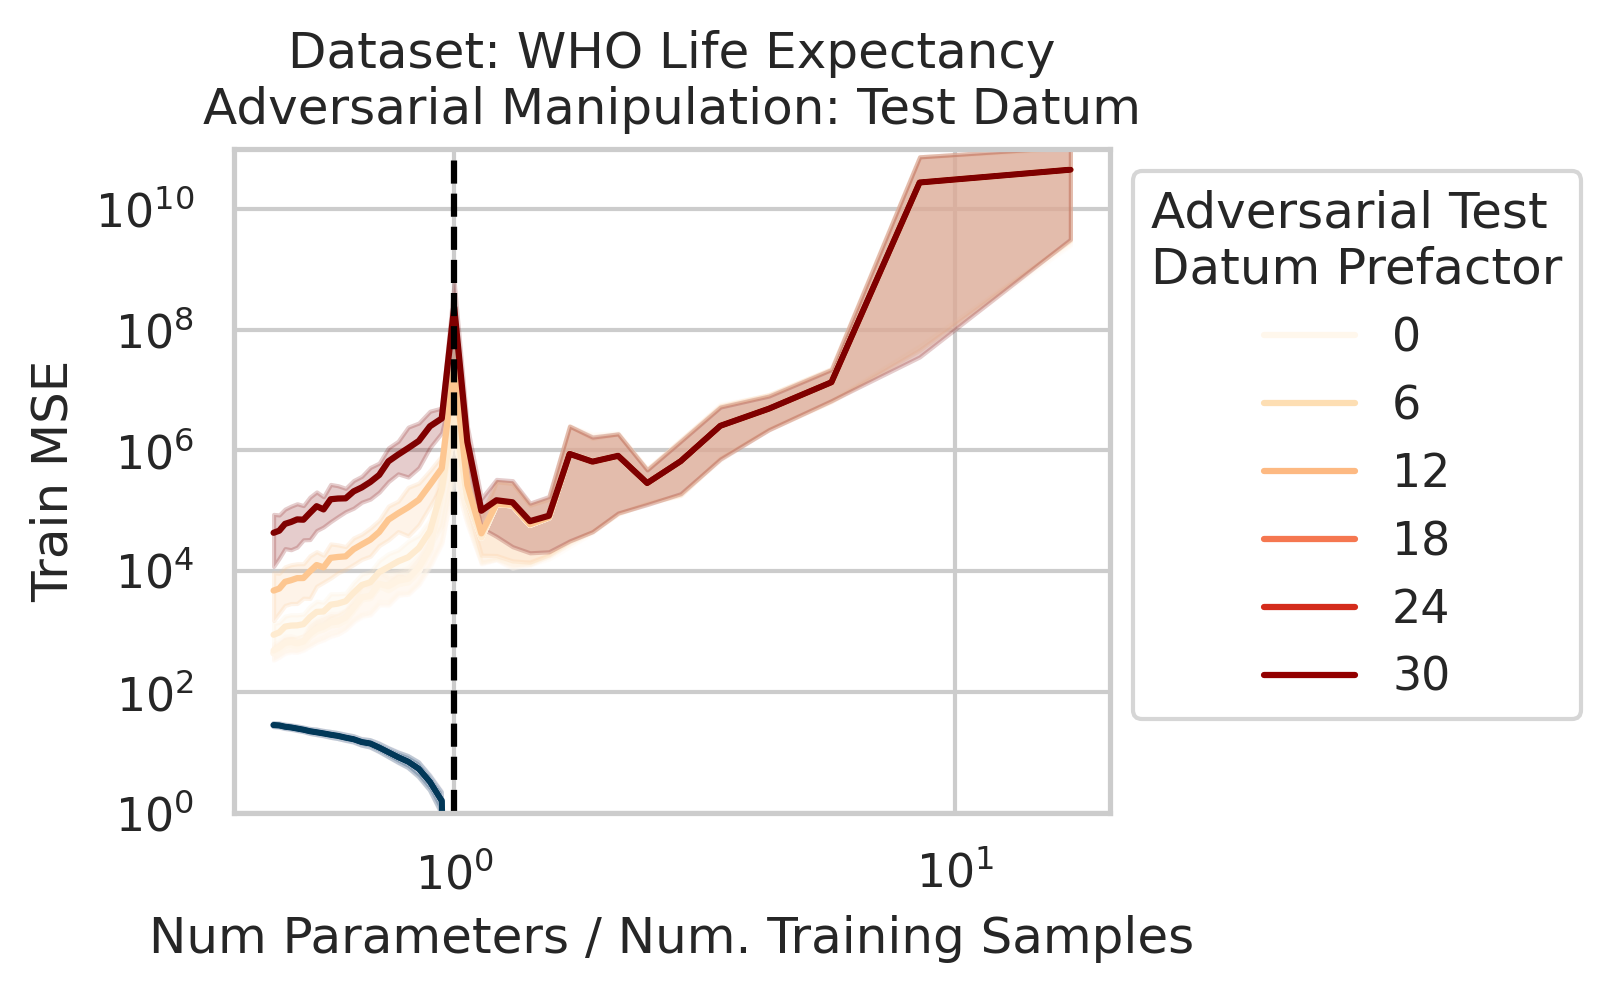 Dataset: WHO Life Expectancy
Adversarial Manipulation: Test Datum
Train MSE
10^10
10^8
10^6
10^4
10^2
10^0
10^0
10^1
Num Parameters / Num. Training Samples
Adversarial Test
Datum Prefactor
0
6
12
18
24
30